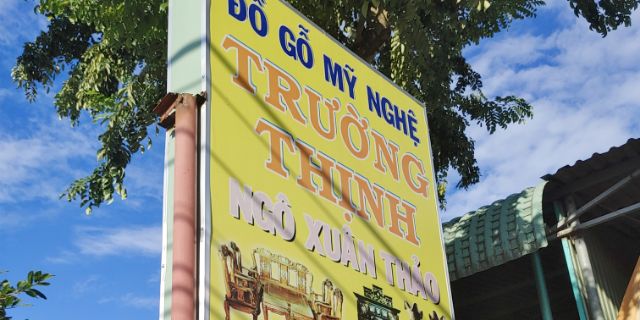 ĐỒ GỖ MỸ NGHỆ
TRƯỜNG
THỊNH
NGÔ XUÂN THẢO